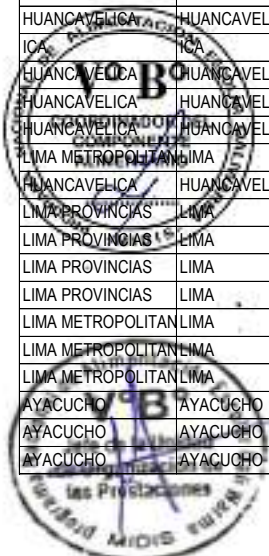 HUANCAVELICA HUANCAVEL
ICA ICA
HUANCAVELICA HUANCAVEL
HUANCAVELICA HUANCAVEL
HUANCAVELICA HUANCAVEL
LIMA METROPOLITAN LIMA
HUANCAVELICA HUANCAVEL
LIMA PROVINCIAS LIMA
LIMA PROVINCIAS LIMA
LIMA PROVINCIAS LIMA
LIMA PROVINCIAS LIMA
LIMA METROPOLITAN LIMA
LIMA METROPOLITAN LIMA
LIMA METROPOLITAN LIMA
AYACUCHO AYACUCHO
AYACUCHO AYACUCHO
AYACUCHO AYACUCHO
V° B°
COORDINADOR DEL
COMPONENTE
V° B°
las Prestaciones
MIDIS